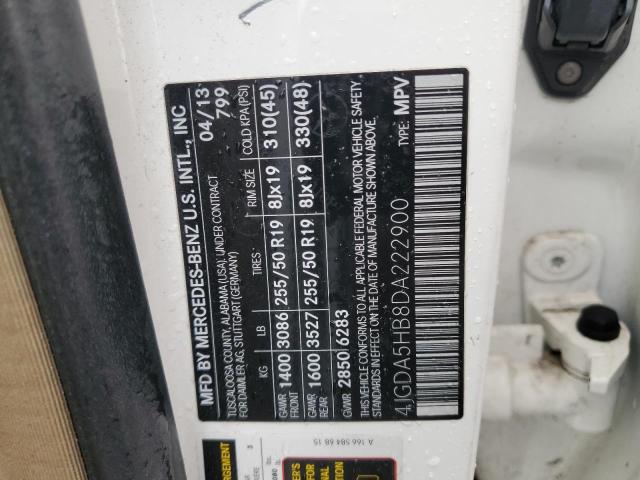 MFD BY MERCEDES-BENZ U.S. INTL., INC 04/13
TUSCALOOSA COUNTY, ALABAMA (USA), UNDER CONTRACT 799
FOR DAIMLER AG, STUTTGART (GERMANY)
KG LB TIRES RIM SIZE COLD KPA (PSI)
GAWR FRONT 1400 3086 255/50 R19 8Jx19 310(45)
GAWR REAR 1600 3527 255/50 R19 8Jx19 330(48)
GVWR 2850 6283
THIS VEHICLE CONFORMS TO ALL APPLICABLE FEDERAL MOTOR VEHICLE SAFETY
STANDARDS IN EFFECT ON THE DATE OF MANUFACTURE SHOWN ABOVE.
4JGDA5HB8DA222900 TYPE: MPV
A 166 584 68 15